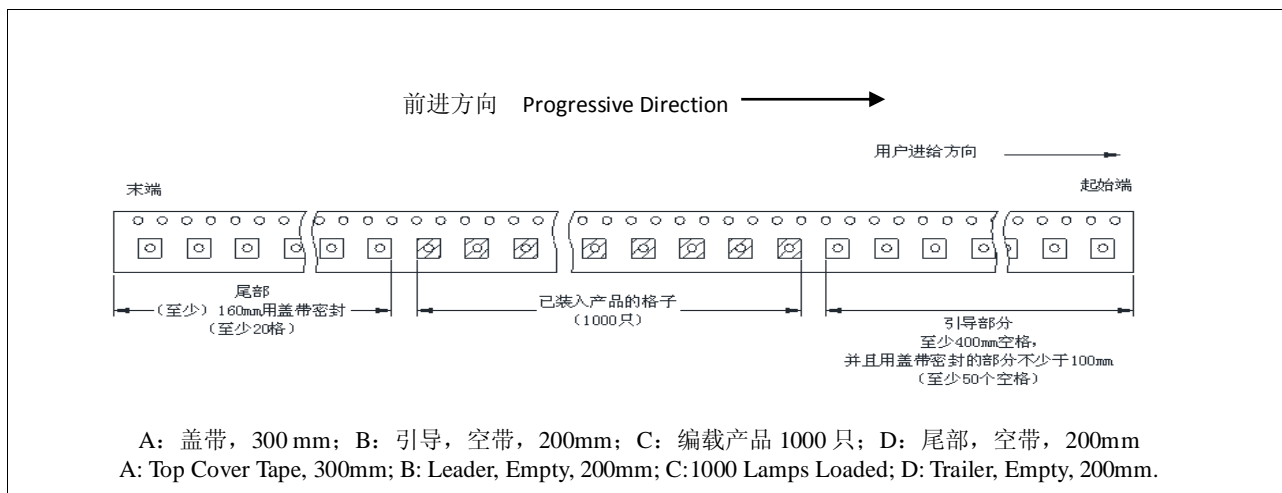 前进方向 Progressive Direction
用户进给方向
末端
起始端
尾部
（至少）160mm用盖带密封
（至少20格）
已装入产品的格子
（1000只）
引导部分
至少400mm空格，
并且用盖带密封的部分不少于100mm
（至少50个空格）
A：盖带，300 mm；B：引导，空带，200mm；C：编载产品 1000 只；D：尾部，空带，200mm
A: Top Cover Tape, 300mm; B: Leader, Empty, 200mm; C:1000 Lamps Loaded; D: Trailer, Empty, 200mm.